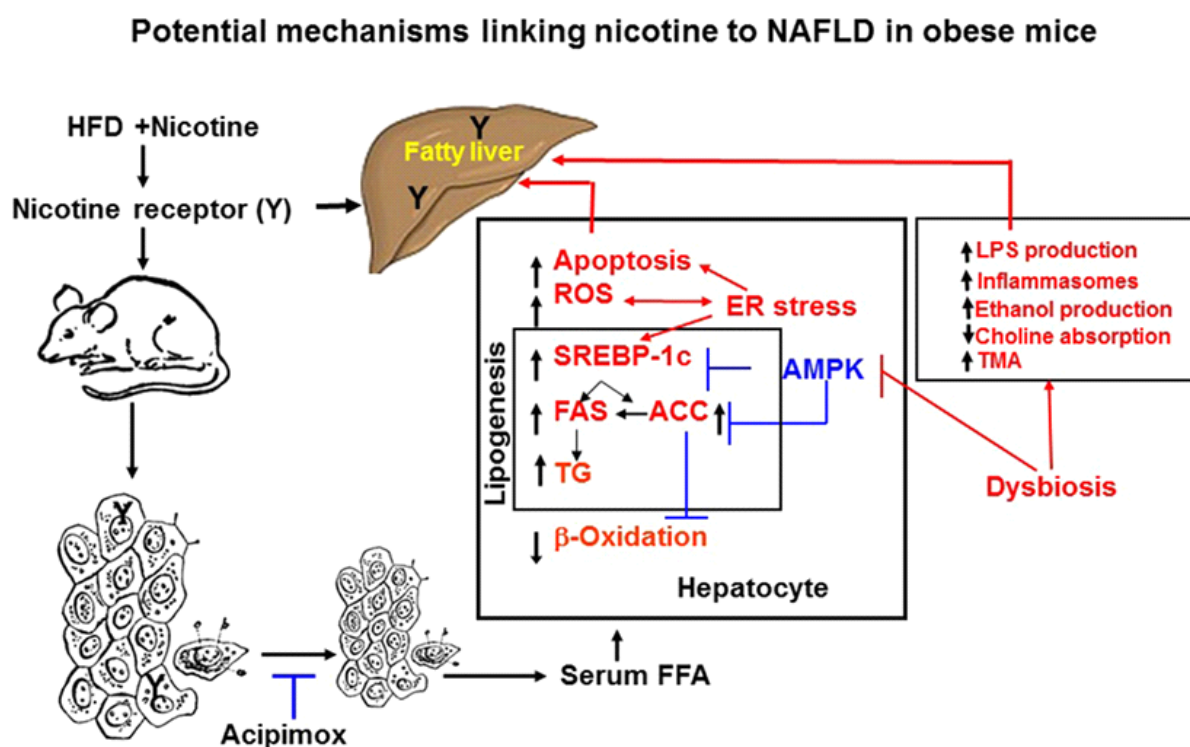 Potential mechanisms linking nicotine to NAFLD in obese mice
HFD +Nicotine
Nicotine receptor (Y)
Y
Fatty liver
Y
Apoptosis
ROS
ER stress
Lipogenesis
SREBP-1c
AMPK
FAS
ACC
TG
β-Oxidation
Hepatocyte
LPS production
Inflammasomes
Ethanol production
Choline absorption
TMA
Dysbiosis
Y
Y
Serum FFA
Acipimox